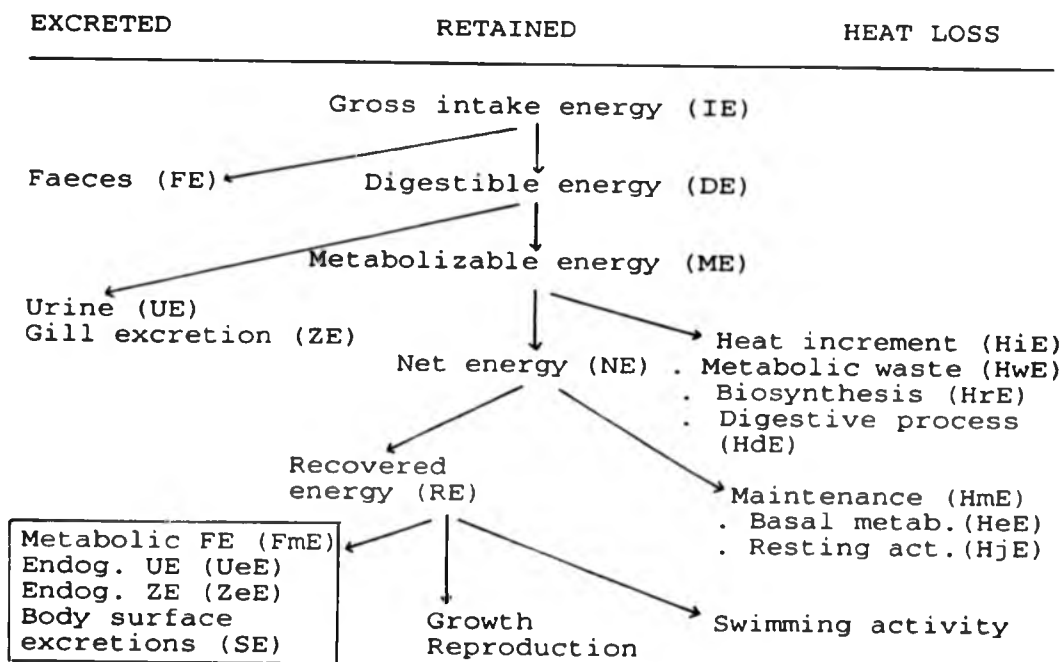 EXCRETED RETAINED HEAT LOSS
Gross intake energy (IE)
Faeces (FE)
Digestible energy (DE)
Metabolizable energy (ME)
Urine (UE)
Gill excretion (ZE)
Heat increment (HiE)
Net energy (NE)
. Metabolic waste (HwE)
. Biosynthesis (HrE)
. Digestive process
(HdE)
Recovered
energy (RE)
Maintenance (HmE)
. Basal metab.(HeE)
. Resting act.(HjE)
Metabolic FE (FmE)
Endog. UE (UeE)
Endog. ZE (ZeE)
Body surface
excretions (SE)
Growth
Reproduction
Swimming activity